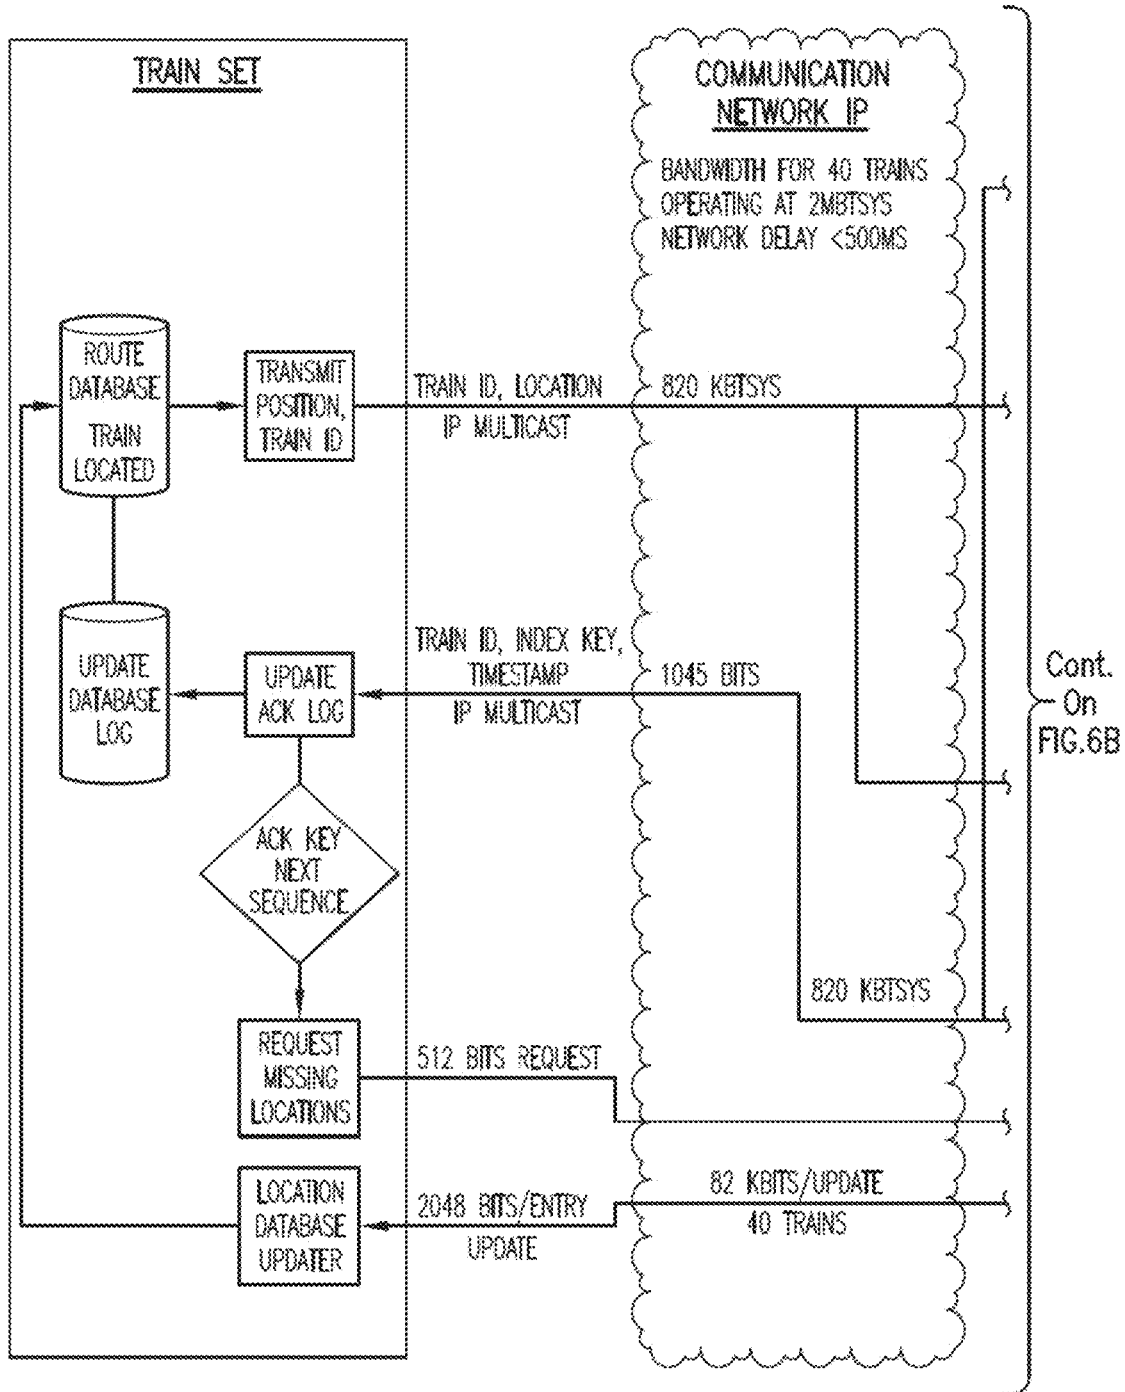 TRAIN SET
COMMUNICATION
NETWORK IP
BANDWIDTH FOR 40 TRAINS
OPERATING AT 2MBTSYS
NETWORK DELAY <500MS
ROUTE
DATABASE
TRAIN
LOCATED
TRANSMIT
POSITION,
TRAIN ID
TRAIN ID, LOCATION
IP MULTICAST
820 KBTSYS
UPDATE
DATABASE
LOG
UPDATE
ACK LOG
TRAIN ID, INDEX KEY,
TIMESTAMP
IP MULTICAST
1045 BITS
Cont.
On
FIG.6B
ACK KEY
NEXT
SEQUENCE
820 KBTSYS
REQUEST
MISSING
LOCATIONS
512 BITS REQUEST
LOCATION
DATABASE
UPDATER
2048 BITS/ENTRY
UPDATE
82 KBITS/UPDATE
40 TRAINS